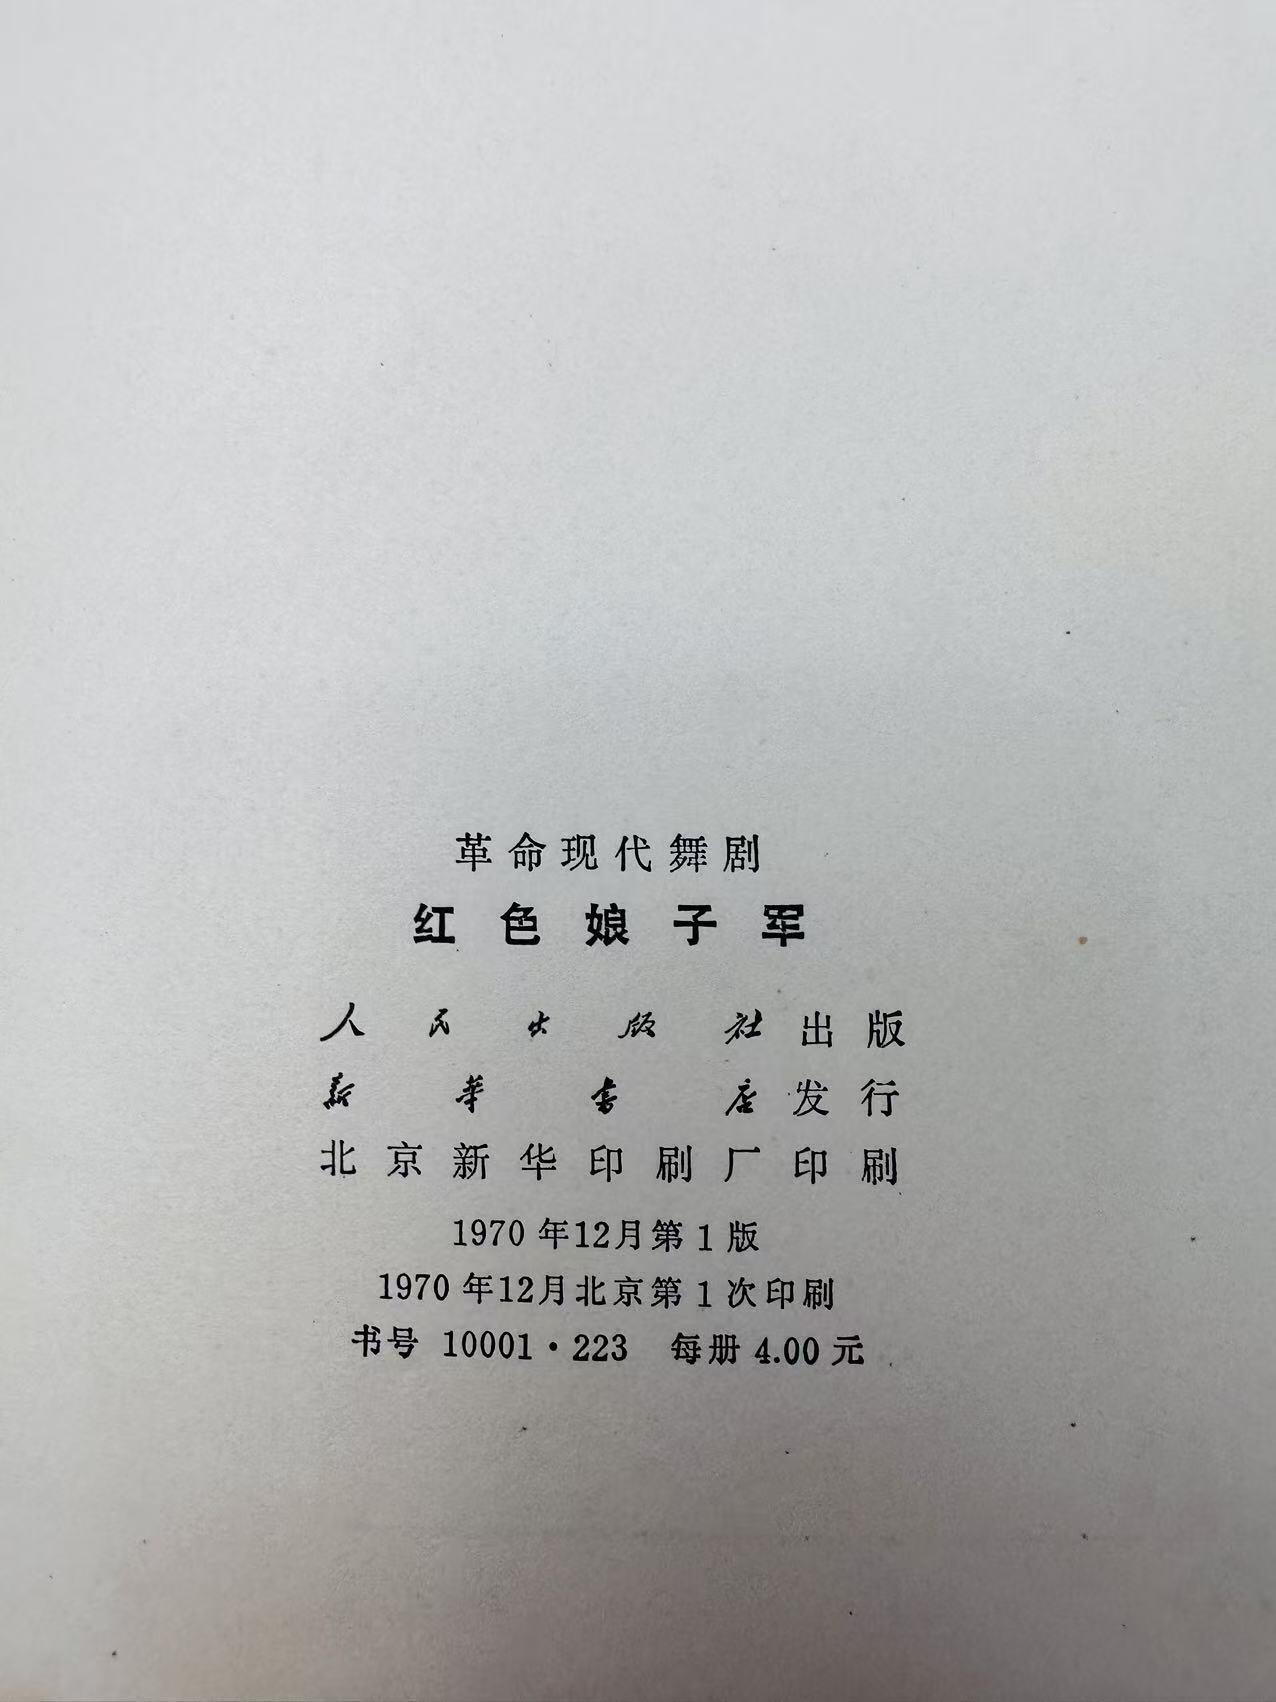 革命现代舞剧
红色娘子军
人民出版社出版
新华书店发行
北京新华印刷厂印刷
1970年12月第1版
1970年12月北京第1次印刷
书号 10001·223 每册 4.00 元